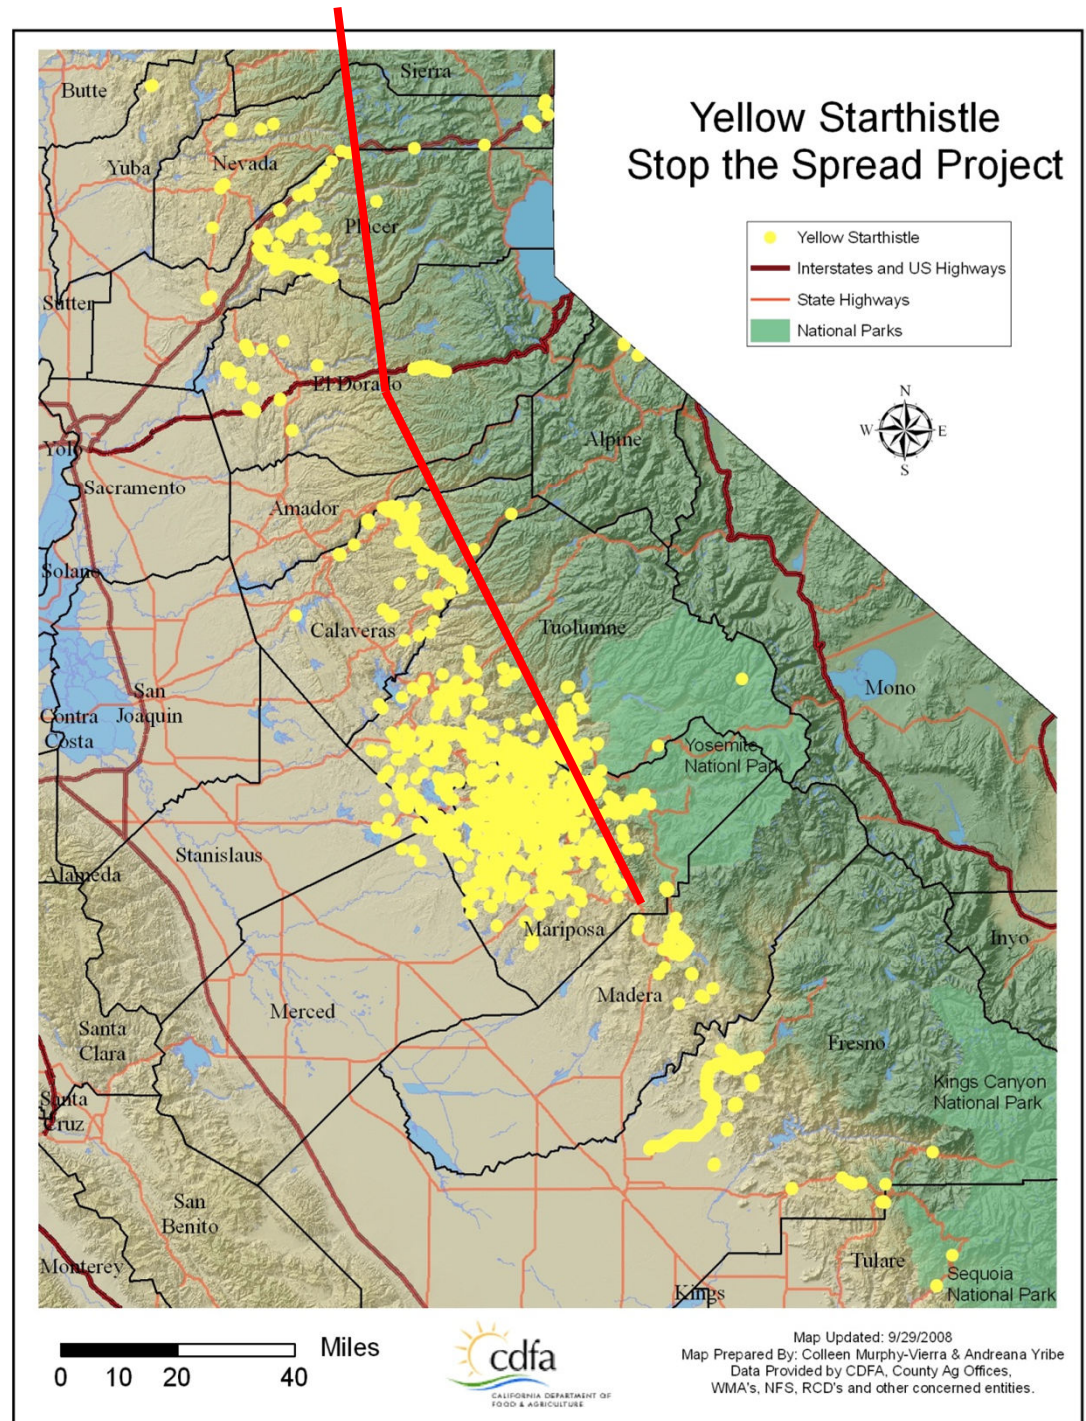 Yellow Starthistle
Stop the Spread Project
Yellow Starthistle
Interstates and US Highways
State Highways
National Parks
N
W
E
S
Sierra
Butte
Nevada
Yuba
Placer
Sutter
El Dorado
Alpine
Yolo
Sacramento
Amador
Solano
Calaveras
Tuolumne
Mono
San
Joaquin
Contra
Costa
Yosemite
Nationl Park
Stanislaus
Alameda
Mariposa
Inyo
Madera
Merced
Santa
Clara
Fresno
Kings Canyon
National Park
Santa
Cruz
San
Benito
Tulare
Monterey
Sequoia
National Park
Kings
Miles
0 10 20 40
cdfa
CALIFORNIA DEPARTMENT OF
FOOD & AGRICULTURE
Map Updated: 9/29/2008
Map Prepared By: Colleen Murphy-Vierra & Andreana Yribe
Data Provided by CDFA, County Ag Offices,
WMA's, NFS, RCD's and other concerned entities.